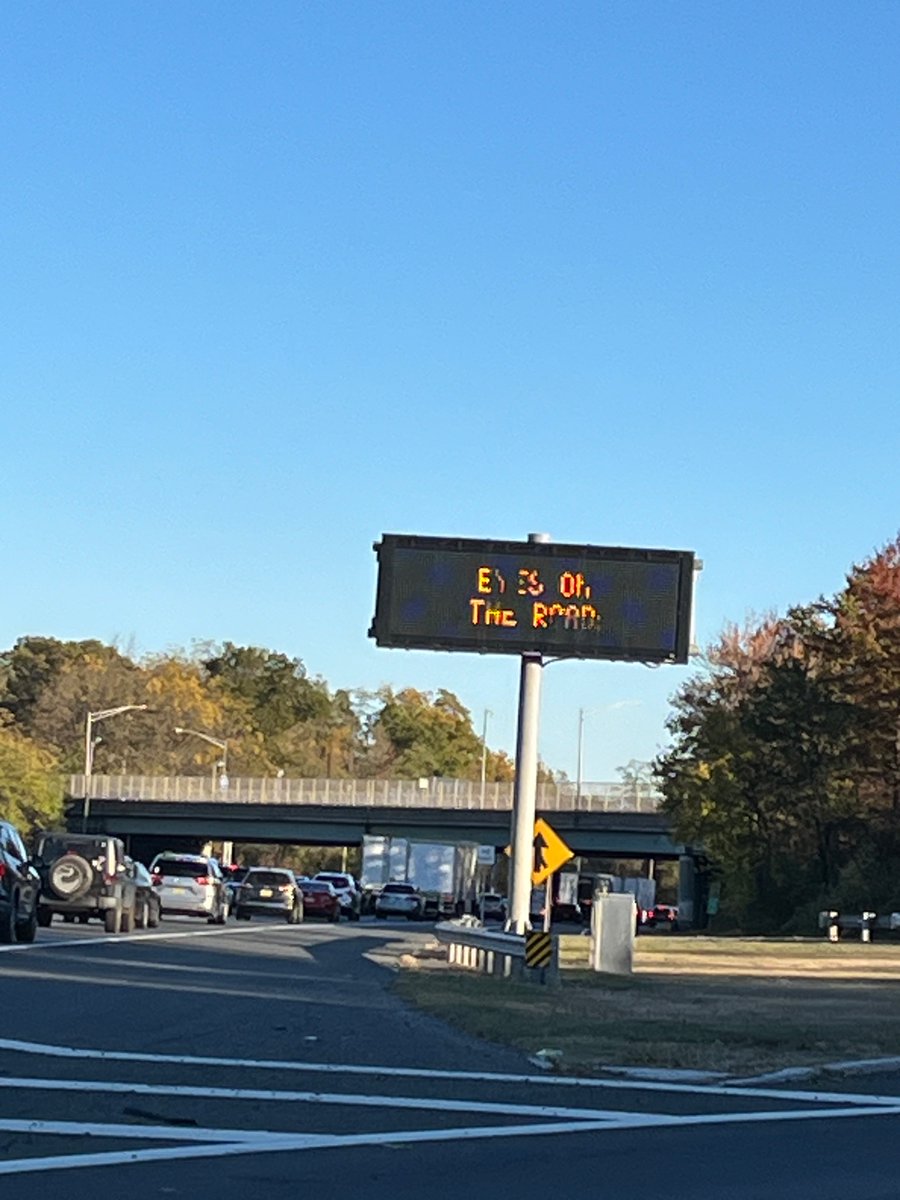 EYES ON
THE ROAD